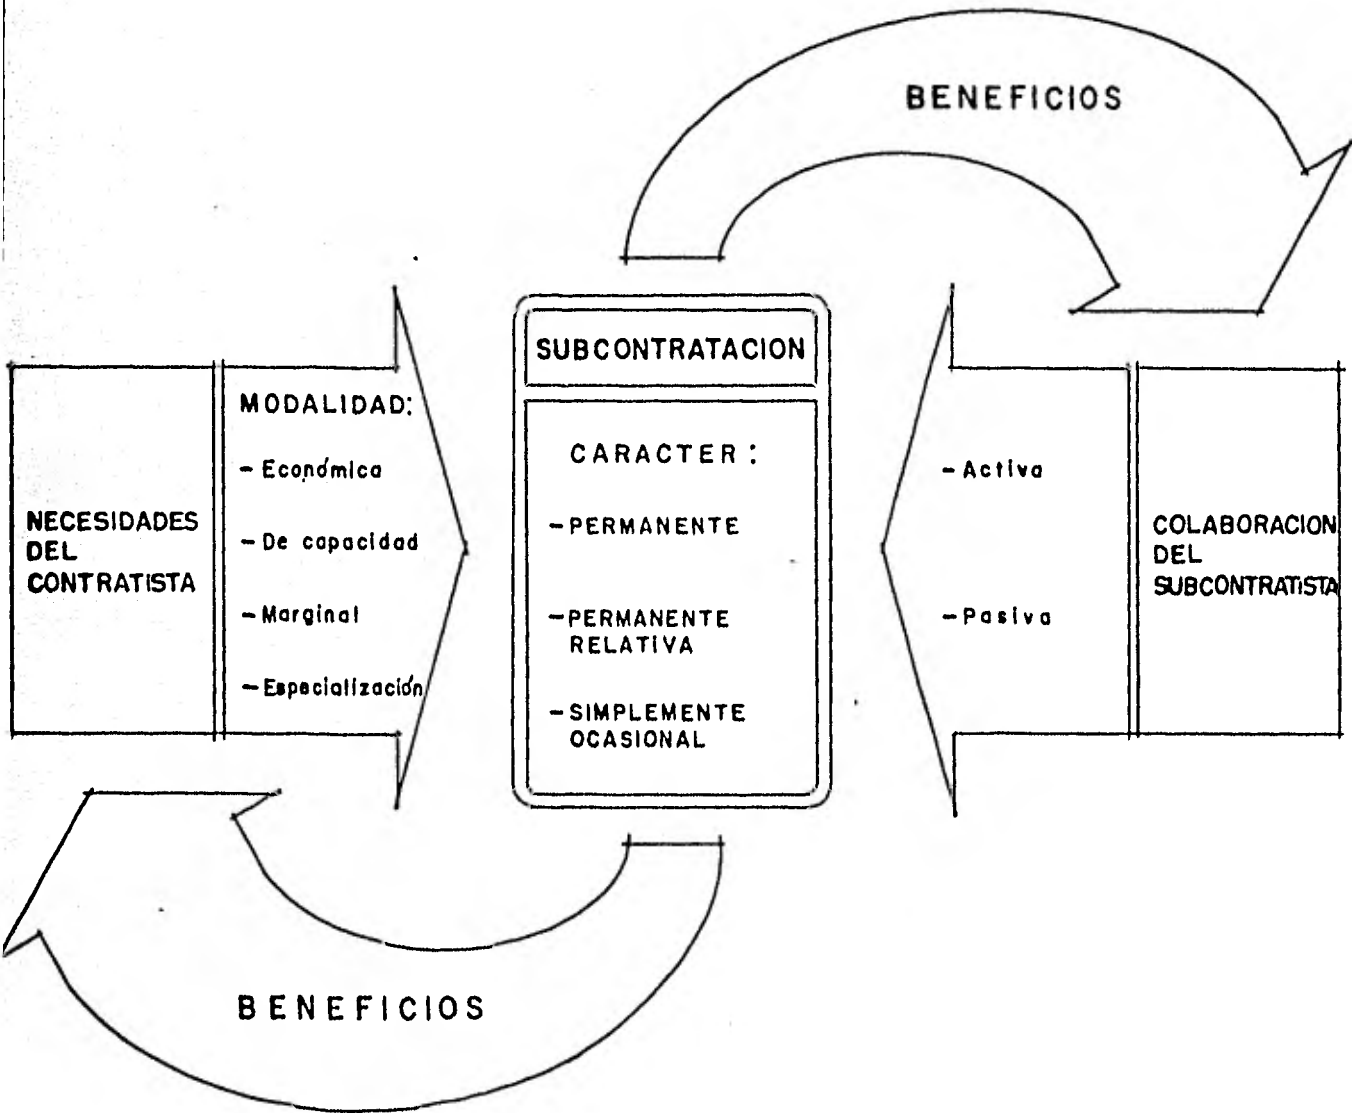 BENEFICIOS
SUBCONTRATACION
CARACTER:
-PERMANENTE
-PERMANENTE
RELATIVA
-SIMPLEMENTE
OCASIONAL
NECESIDADES
DEL
CONTRATISTA
MODALIDAD:
-Económica
-De capacidad
-Marginal
-Especialización
-Activa
-Pasiva
COLABORACION
DEL
SUBCONTRATISTA
BENEFICIOS